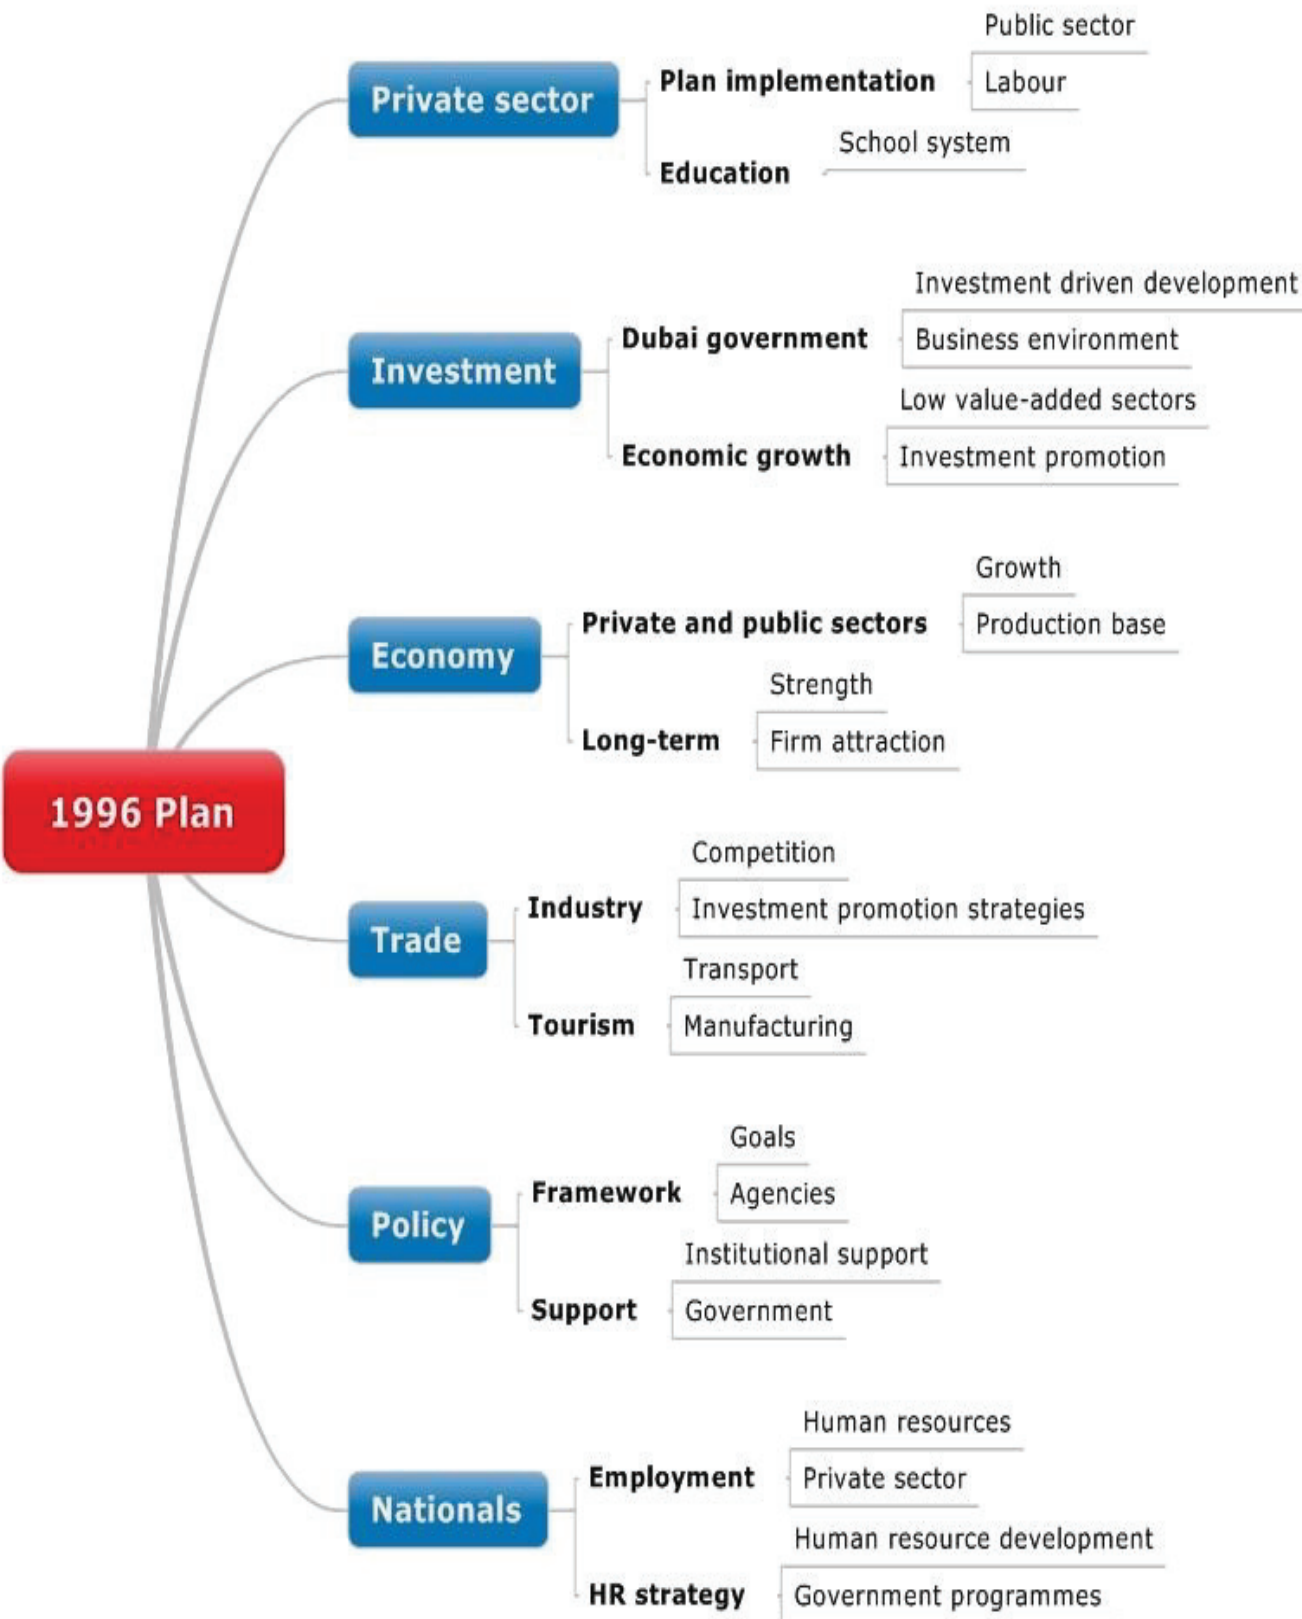 1996 Plan
Private sector
Plan implementation
Public sector
Labour
Education
School system
Investment
Dubai government
Investment driven development
Business environment
Economic growth
Low value-added sectors
Investment promotion
Economy
Private and public sectors
Growth
Production base
Long-term
Strength
Firm attraction
Trade
Industry
Competition
Investment promotion strategies
Tourism
Transport
Manufacturing
Policy
Framework
Goals
Agencies
Support
Institutional support
Government
Nationals
Employment
Human resources
Private sector
HR strategy
Human resource development
Government programmes